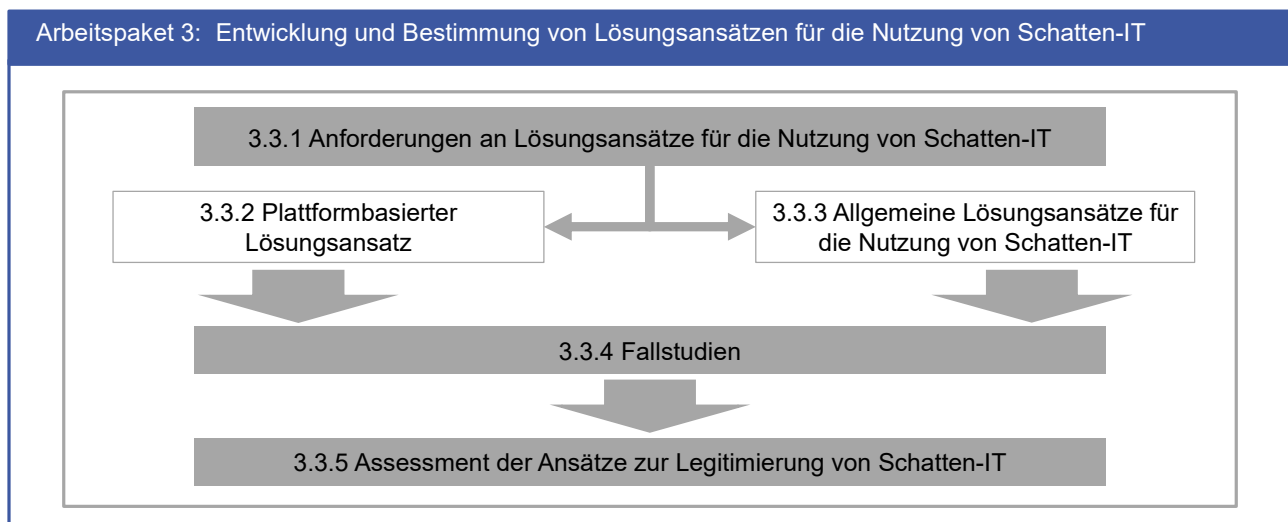 Arbeitspaket 3: Entwicklung und Bestimmung von Lösungsansätzen für die Nutzung von Schatten-IT
3.3.1 Anforderungen an Lösungsansätze für die Nutzung von Schatten-IT
3.3.2 Plattformbasierter
Lösungsansatz
3.3.3 Allgemeine Lösungsansätze für
die Nutzung von Schatten-IT
3.3.4 Fallstudien
3.3.5 Assessment der Ansätze zur Legitimierung von Schatten-IT